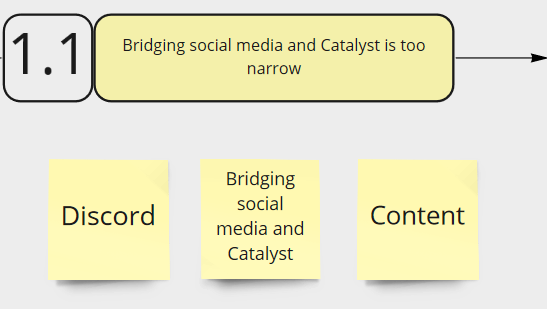 1.1
Bridging social media and Catalyst is too
narrow
Discord
Bridging
social
media and
Catalyst
Content